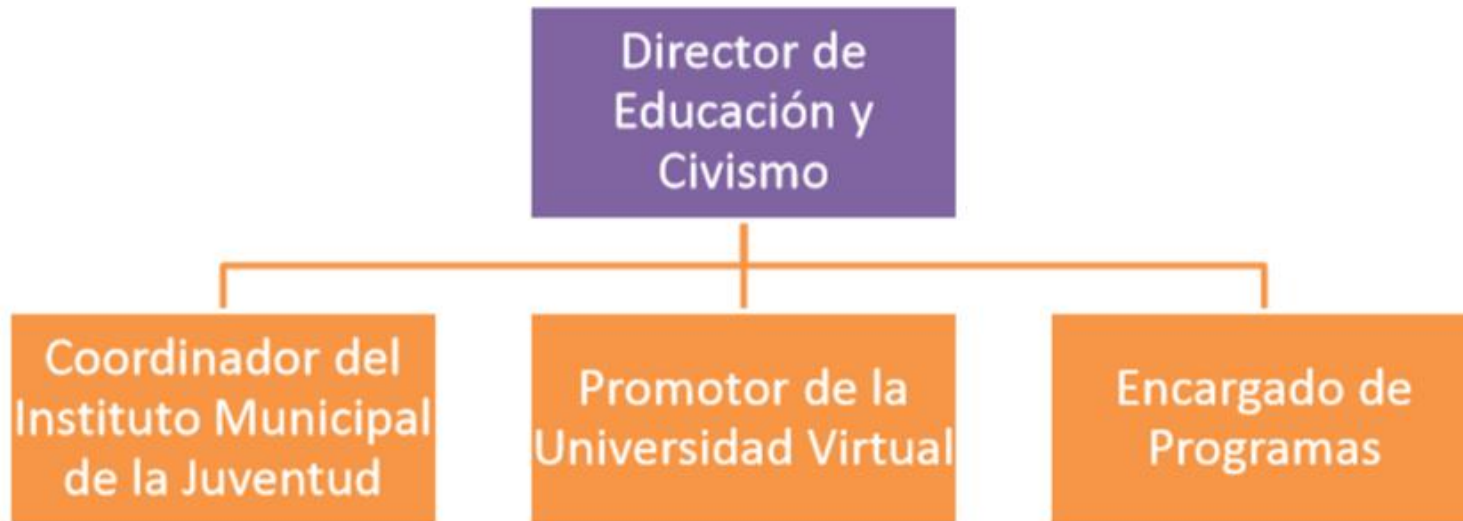 Director de
Educación y
Civismo
Coordinador del
Instituto Municipal
de la Juventud
Promotor de la
Universidad Virtual
Encargado de
Programas